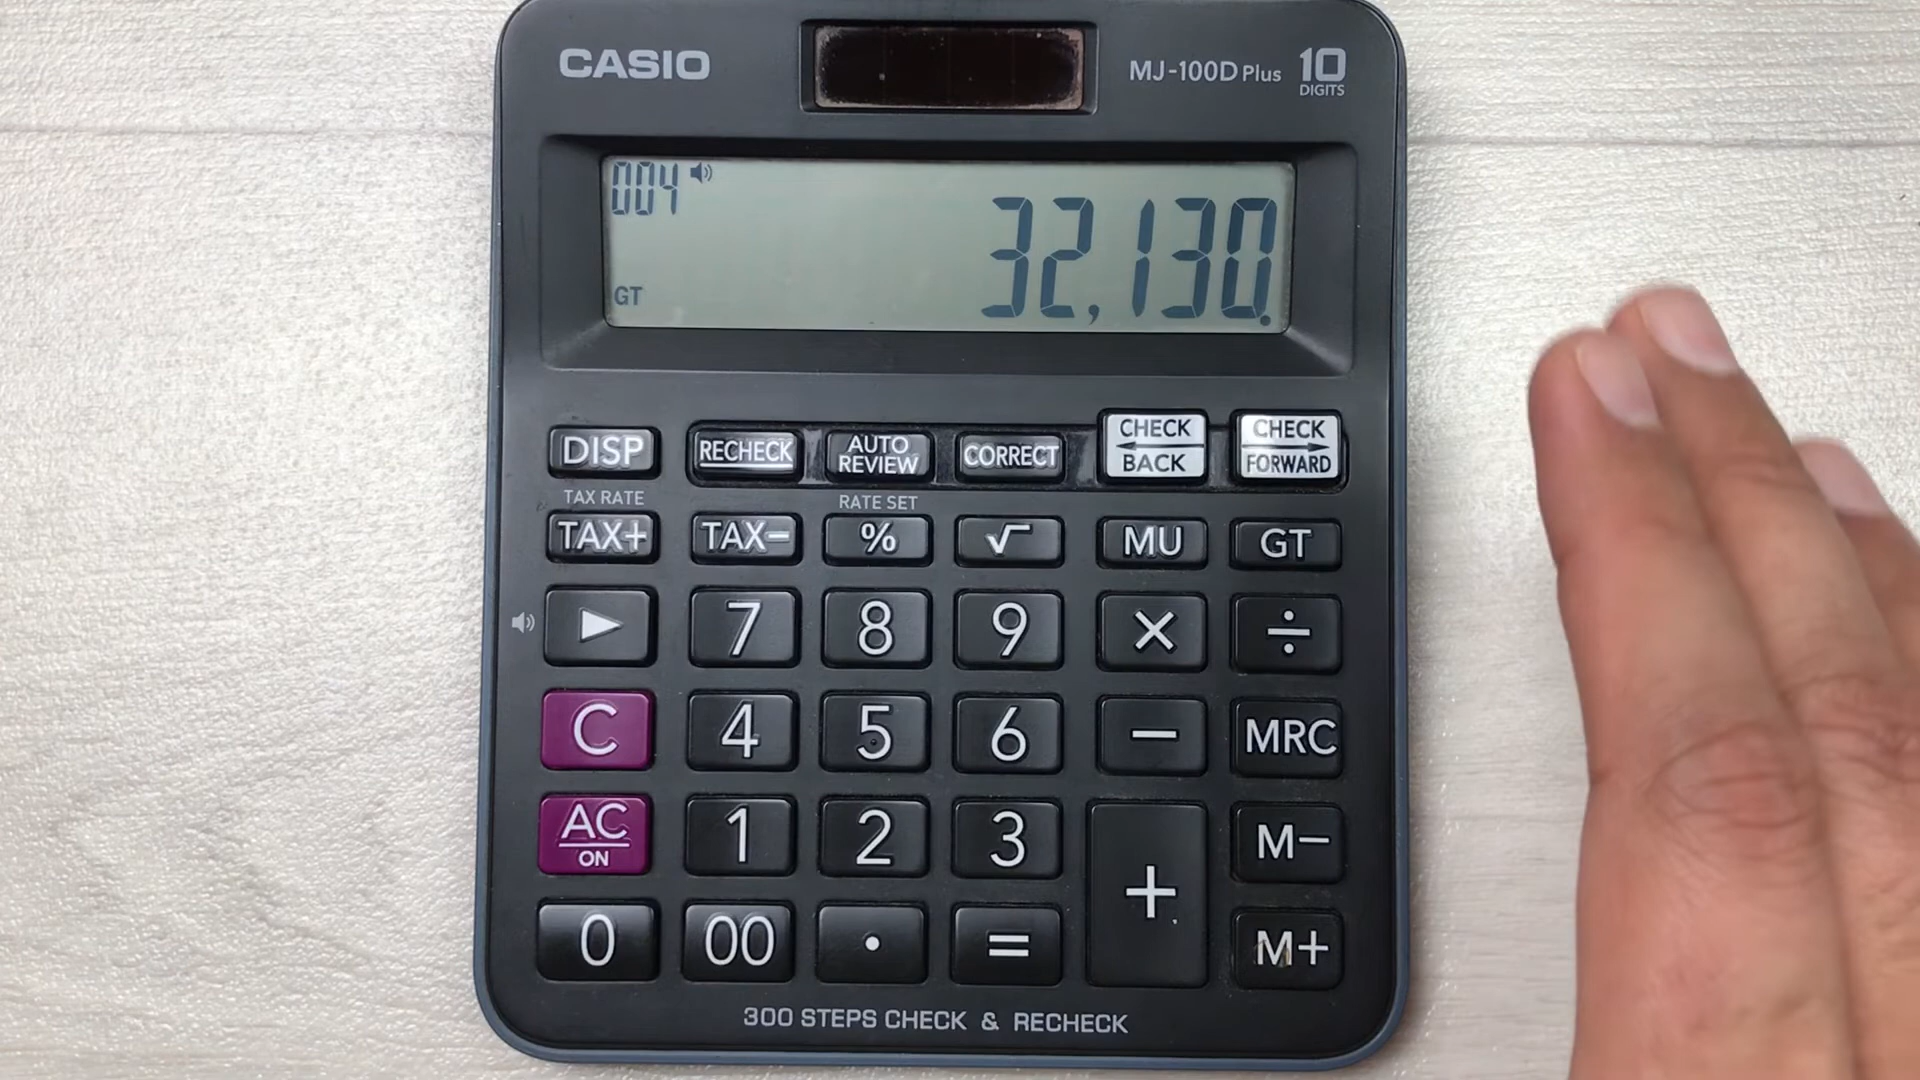 CASIO
MJ-100D Plus 10 DIGITS
004
32,130.
GT
DISP RECHECK AUTO REVIEW CORRECT CHECK BACK CHECK FORWARD
TAX RATE RATE SET
TAX+ TAX- % √ MU GT
▶ 7 8 9 × ÷
C 4 5 6 − MRC
AC ON 1 2 3 + M−
0 00 · = M+
300 STEPS CHECK & RECHECK